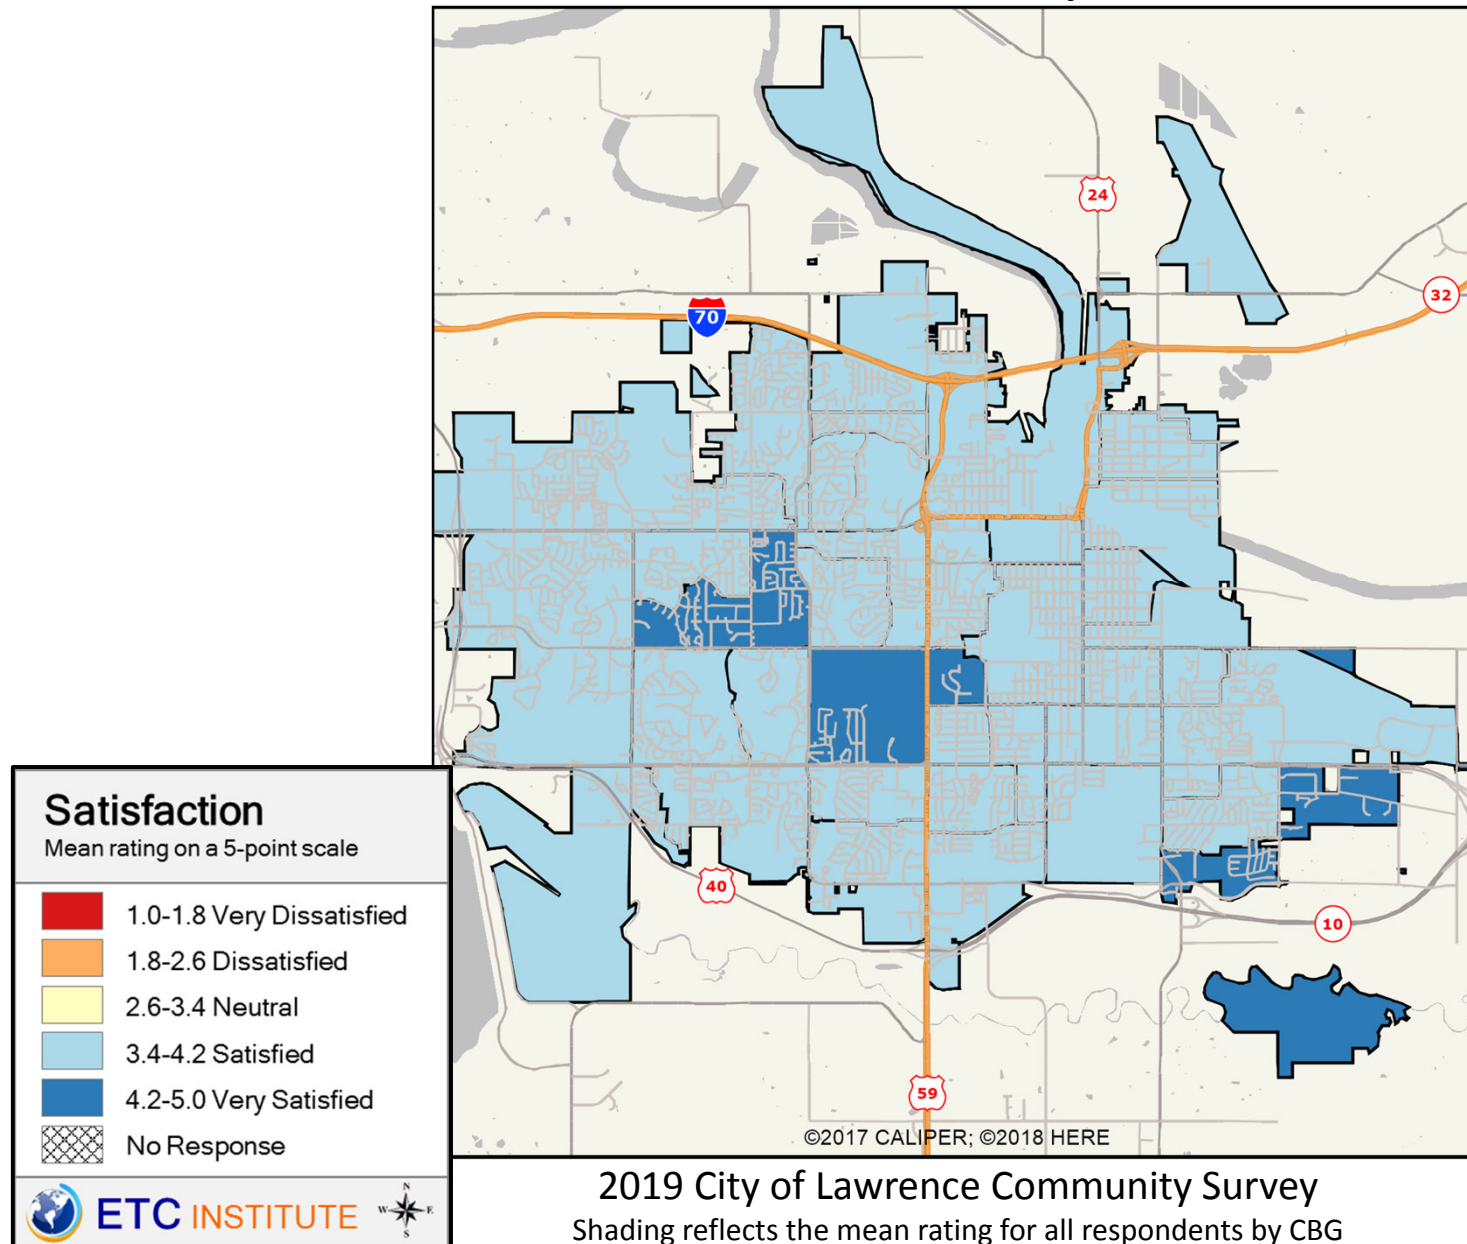 24
32
70
40
10
59
©2017 CALIPER; ©2018 HERE
Satisfaction
Mean rating on a 5-point scale
1.0-1.8 Very Dissatisfied
1.8-2.6 Dissatisfied
2.6-3.4 Neutral
3.4-4.2 Satisfied
4.2-5.0 Very Satisfied
No Response
ETC INSTITUTE
N
W E
S
2019 City of Lawrence Community Survey
Shading reflects the mean rating for all respondents by CBG